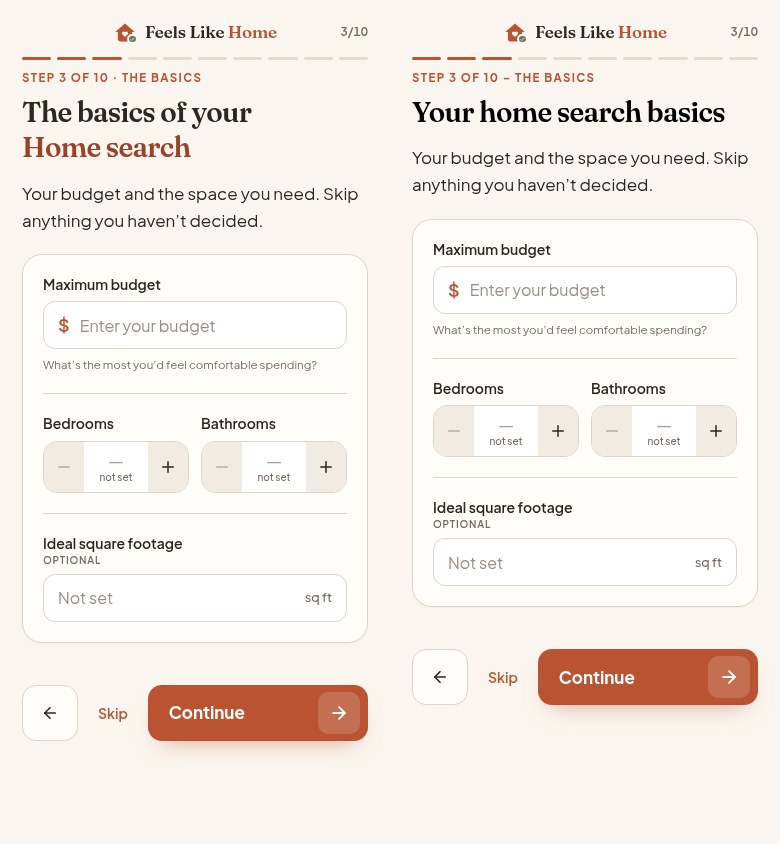 Feels Like Home
3/10
STEP 3 OF 10 · THE BASICS
The basics of your
Home search
Your budget and the space you need. Skip
anything you haven’t decided.
Maximum budget
$ Enter your budget
What’s the most you’d feel comfortable spending?
Bedrooms Bathrooms
— — + — — +
not set not set
Ideal square footage
OPTIONAL
Not set sq ft
Skip Continue
Feels Like Home
3/10
STEP 3 OF 10 – THE BASICS
Your home search basics
Your budget and the space you need. Skip
anything you haven’t decided.
Maximum budget
$ Enter your budget
What’s the most you’d feel comfortable spending?
Bedrooms Bathrooms
— — + — — +
not set not set
Ideal square footage
OPTIONAL
Not set sq ft
Skip Continue